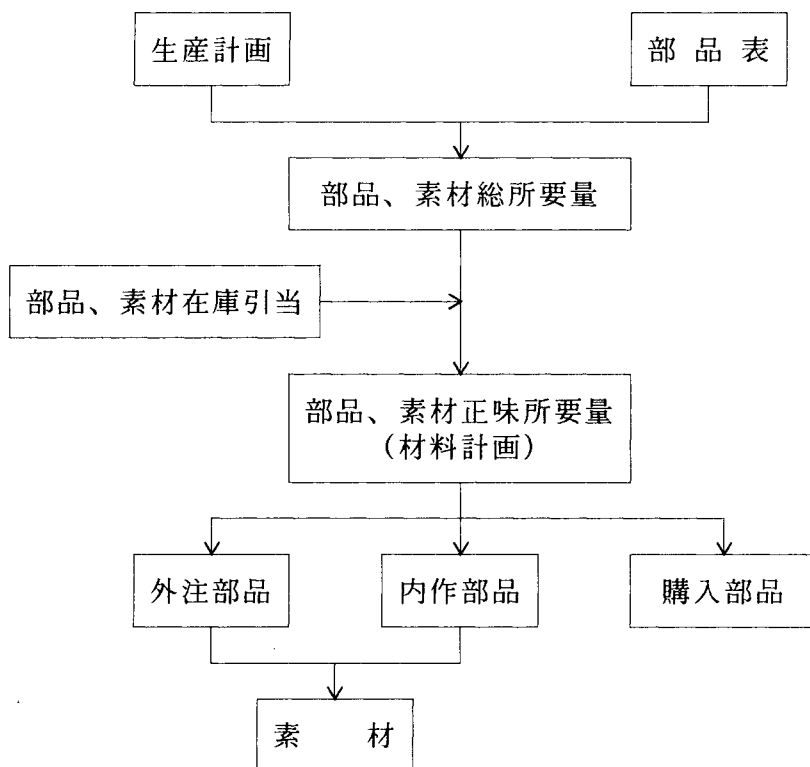 生産計画
部品表
部品、素材総所要量
部品、素材在庫引当
部品、素材正味所要量
(材料計画)
外注部品
内作部品
購入部品
素材